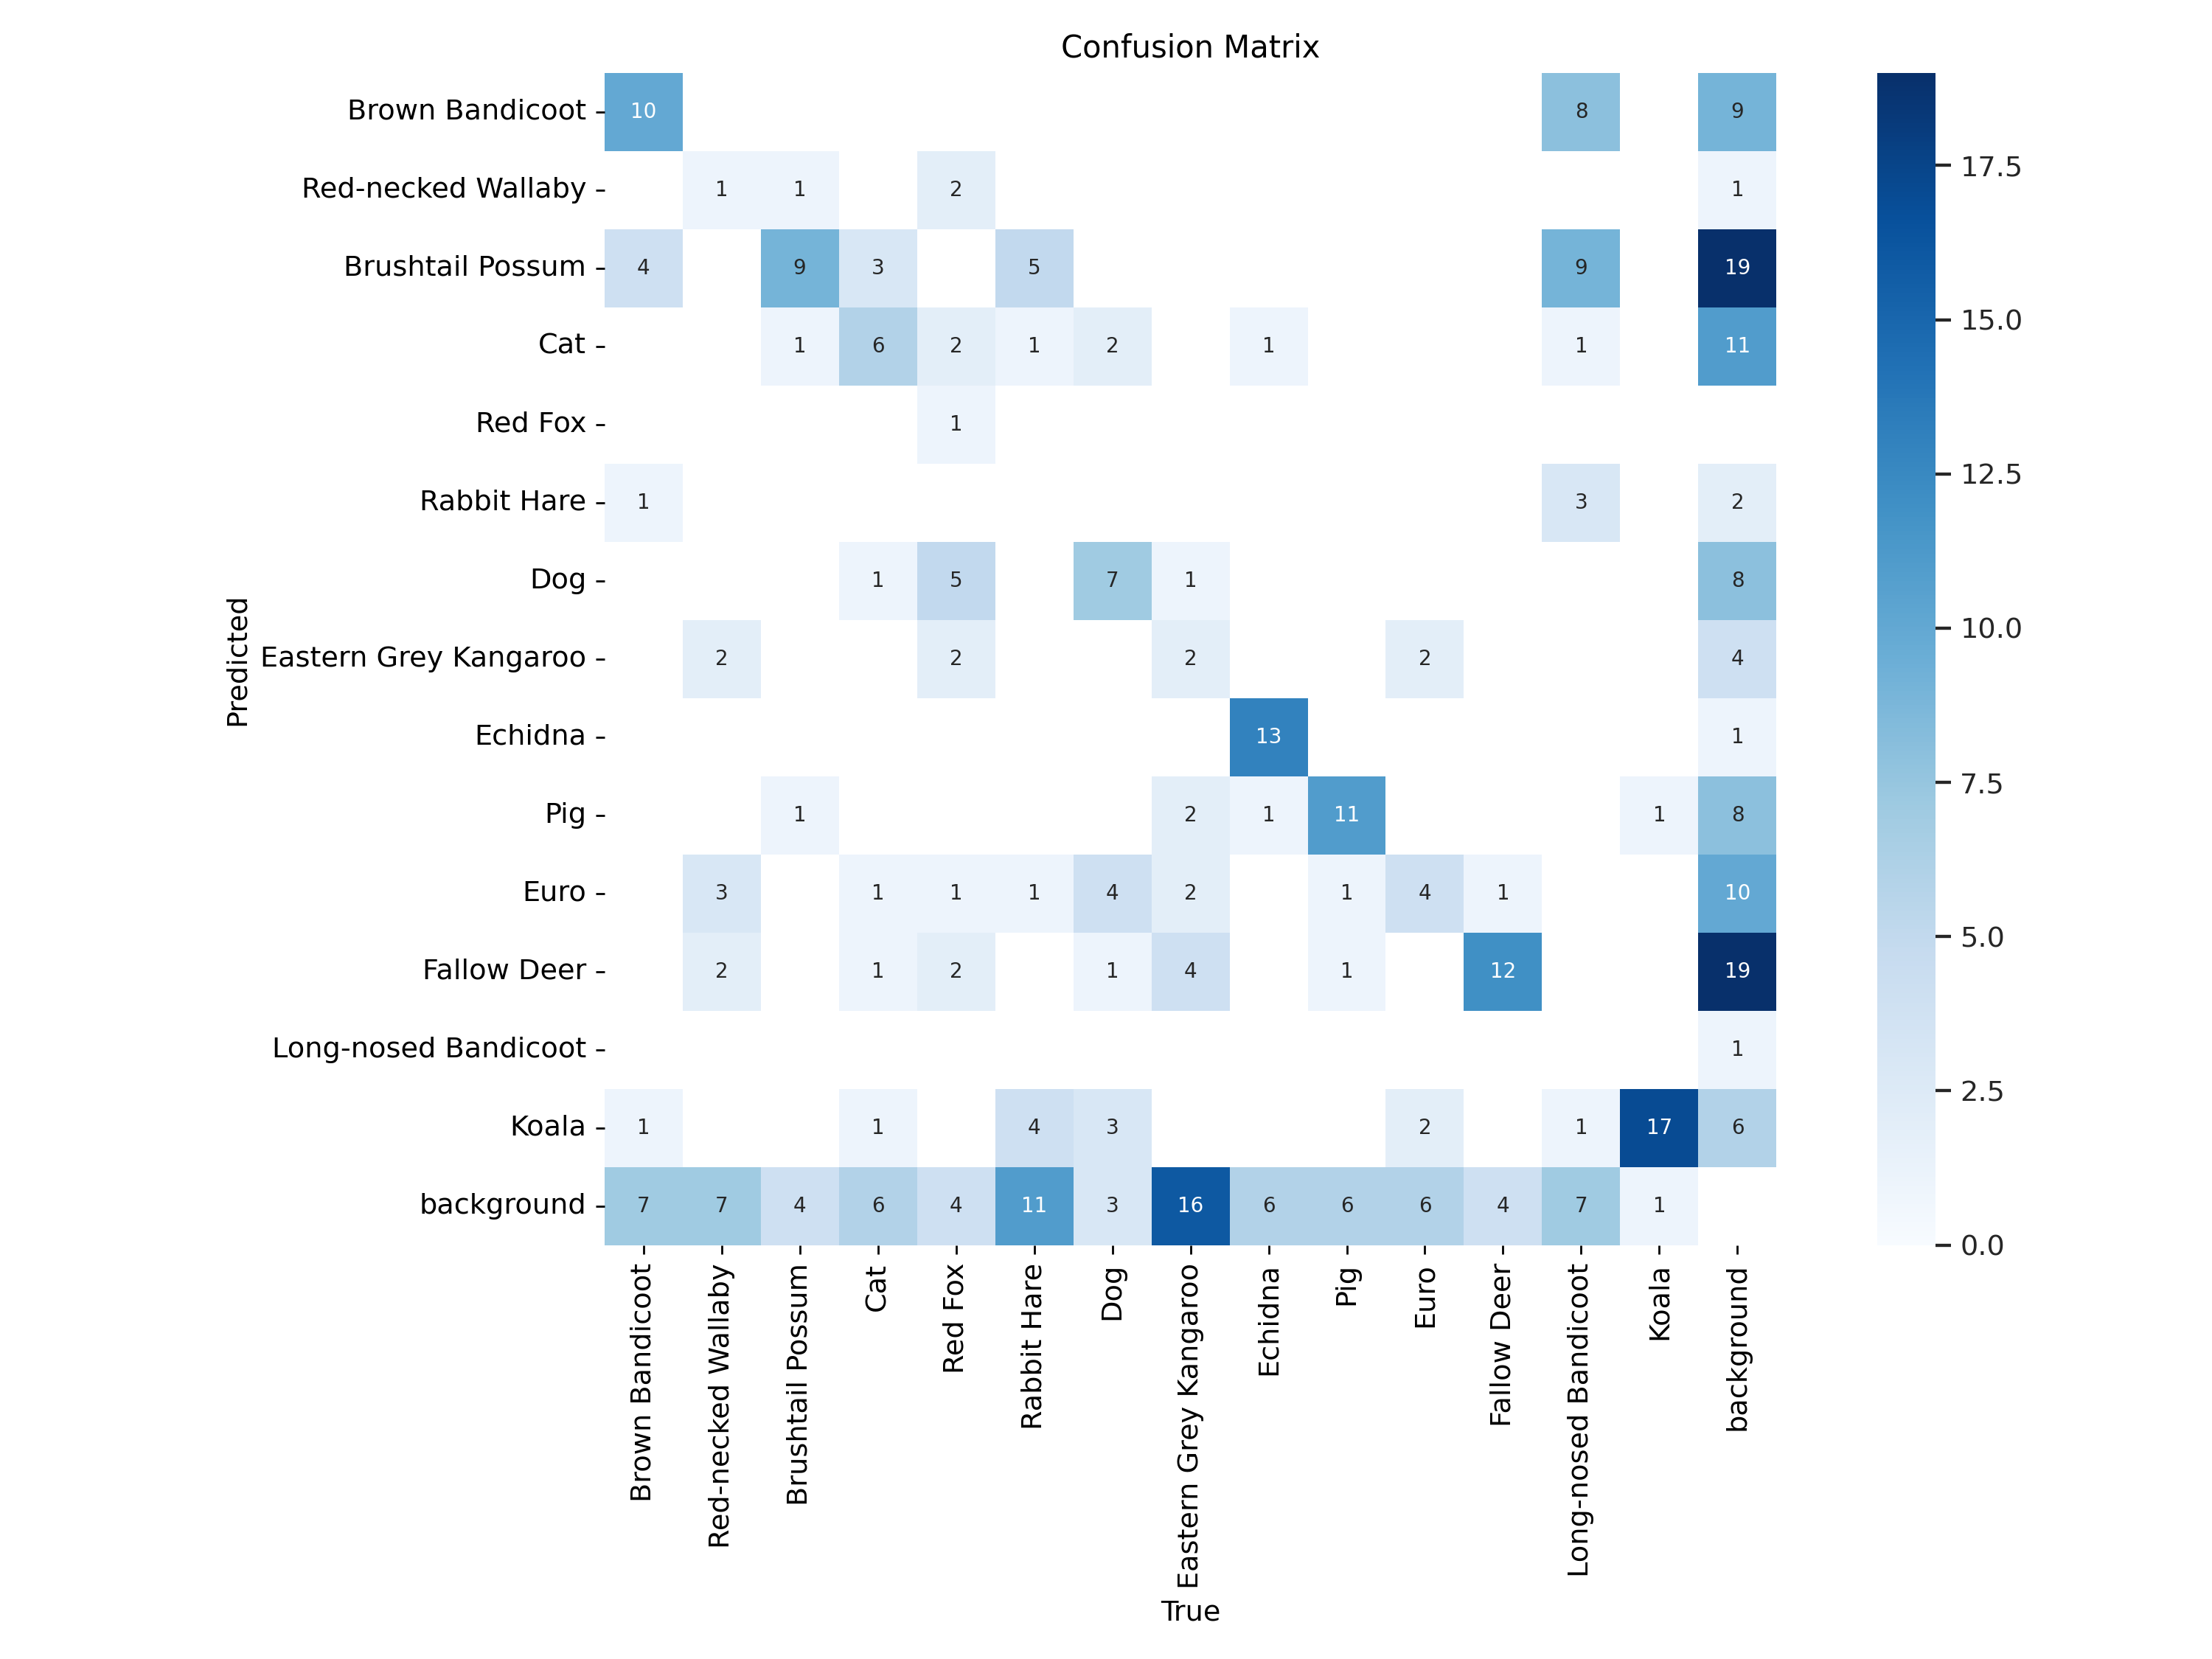 Confusion Matrix
Brown Bandicoot 10 8 9
Red-necked Wallaby 1 1 2 1
Brushtail Possum 4 9 3 5 9 19
Cat 1 6 2 1 2 1 1 11
Red Fox 1
Rabbit Hare 1 3 2
Dog 1 5 7 1 8
Eastern Grey Kangaroo 2 2 2 2 4
Echidna 13 1
Pig 1 2 1 11 1 8
Euro 3 1 1 1 4 2 1 4 1 10
Fallow Deer 2 1 2 1 4 1 12 19
Long-nosed Bandicoot 1
Koala 1 1 4 3 2 1 17 6
background 7 7 4 6 4 11 3 16 6 6 6 4 7 1
Predicted
Brown Bandicoot
Red-necked Wallaby
Brushtail Possum
Cat
Red Fox
Rabbit Hare
Dog
Eastern Grey Kangaroo
Echidna
Pig
Euro
Fallow Deer
Long-nosed Bandicoot
Koala
background
True
17.5
15.0
12.5
10.0
7.5
5.0
2.5
0.0